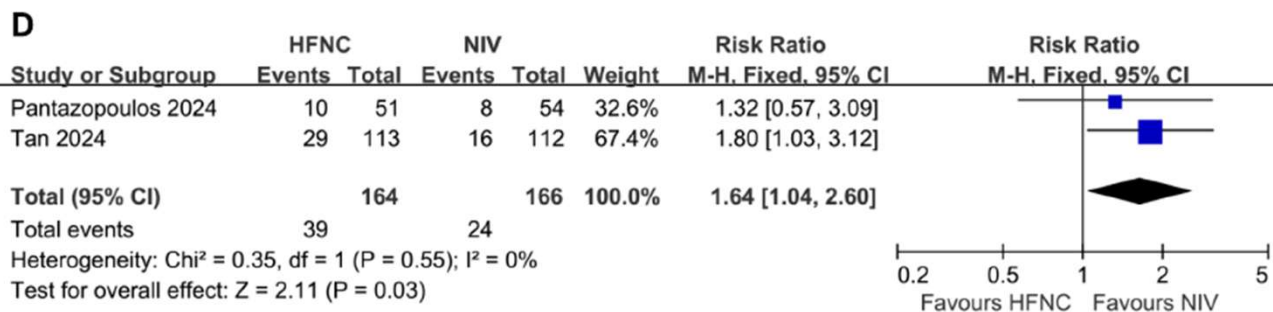 D
HFNC NIV Risk Ratio Risk Ratio
Study or Subgroup Events Total Events Total Weight M-H, Fixed, 95% CI M-H, Fixed, 95% CI
Pantazopoulos 2024 10 51 8 54 32.6% 1.32 [0.57, 3.09]
Tan 2024 29 113 16 112 67.4% 1.80 [1.03, 3.12]
Total (95% CI) 164 166 100.0% 1.64 [1.04, 2.60]
Total events 39 24
Heterogeneity: Chi² = 0.35, df = 1 (P = 0.55); I² = 0%
Test for overall effect: Z = 2.11 (P = 0.03)
0.2 0.5 1 2 5
Favours HFNC Favours NIV